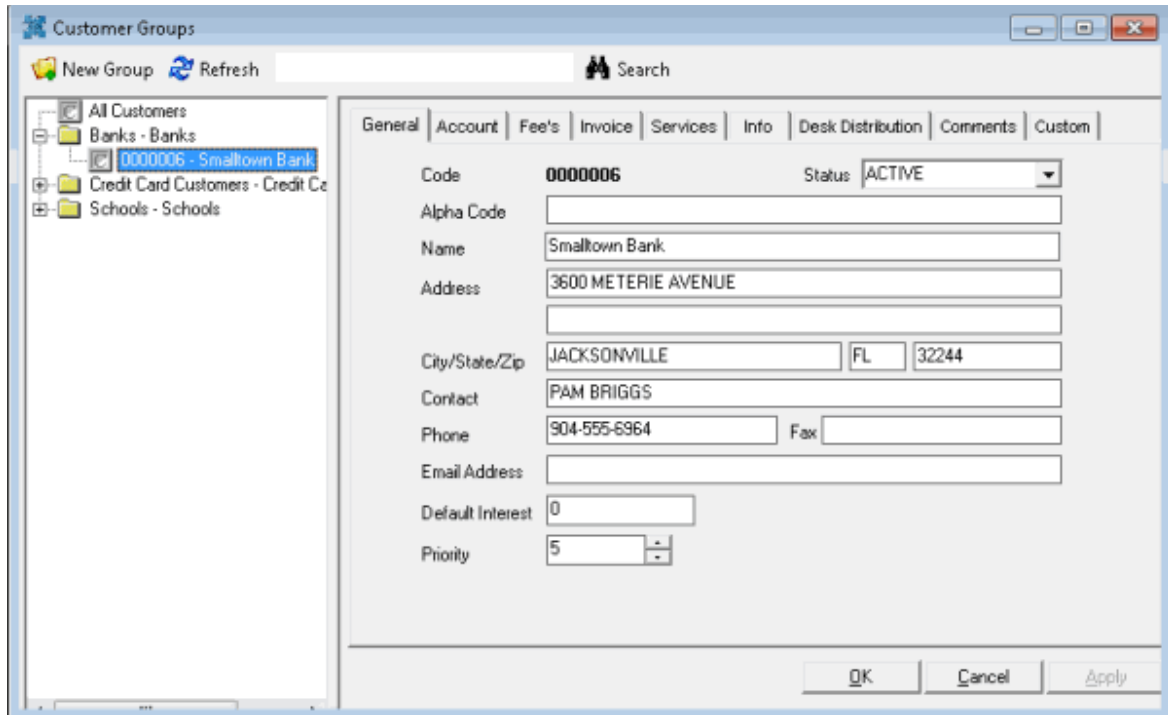 Customer Groups
New Group Refresh Search
All Customers
Banks - Banks
0000006 - Smalltown Bank
Credit Card Customers - Credit Ca
Schools - Schools
General Account Fee's Invoice Services Info Desk Distribution Comments Custom
Code 0000006 Status ACTIVE
Alpha Code
Name Smalltown Bank
Address 3600 METERIE AVENUE
City/State/Zip JACKSONVILLE FL 32244
Contact PAM BRIGGS
Phone 904-555-6964 Fax
Email Address
Default Interest 0
Priority 5
OK Cancel Apply